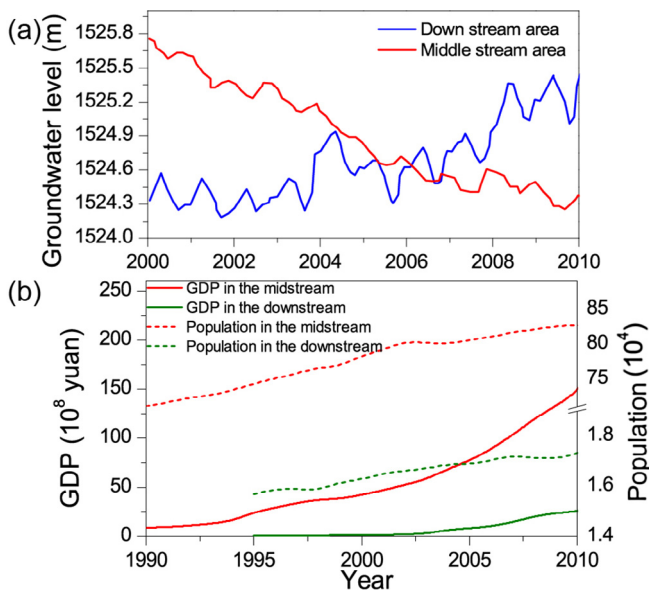 (a)
Groundwater level (m)
1525.8
1525.5
1525.2
1524.9
1524.6
1524.3
1524.0
Down stream area
Middle stream area
2000 2002 2004 2006 2008 2010
(b)
GDP (10⁸ yuan)
250
200
150
100
50
0
GDP in the midstream
GDP in the downstream
Population in the midstream
Population in the downstream
85
80
75
1.8
1.6
1.4
Population (10⁴)
1990 1995 2000 2005 2010
Year